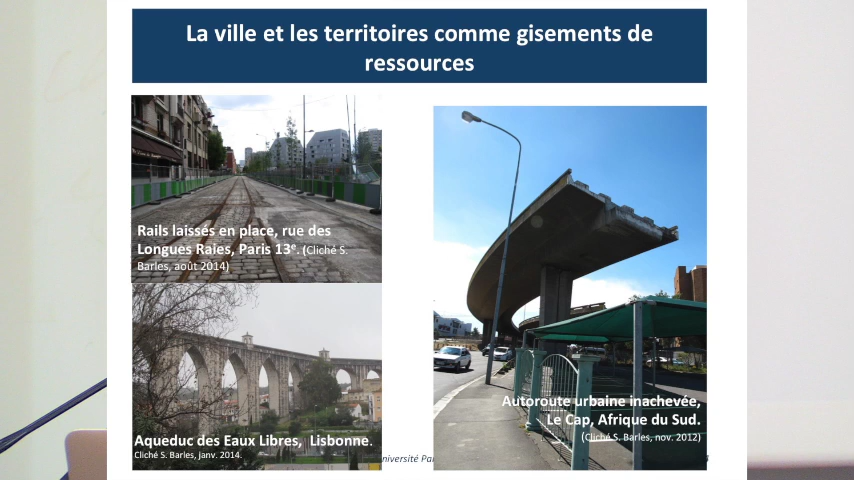 La ville et les territoires comme gisements de
ressources
Rails laissés en place, rue des
Longues Raies, Paris 13e. (Cliché S.
Barles, août 2014)
Aqueduc des Eaux Libres, Lisbonne.
Cliché S. Barles, janv. 2014.
Autoroute urbaine inachevée,
Le Cap, Afrique du Sud.
(Cliché S. Barles, nov. 2012)